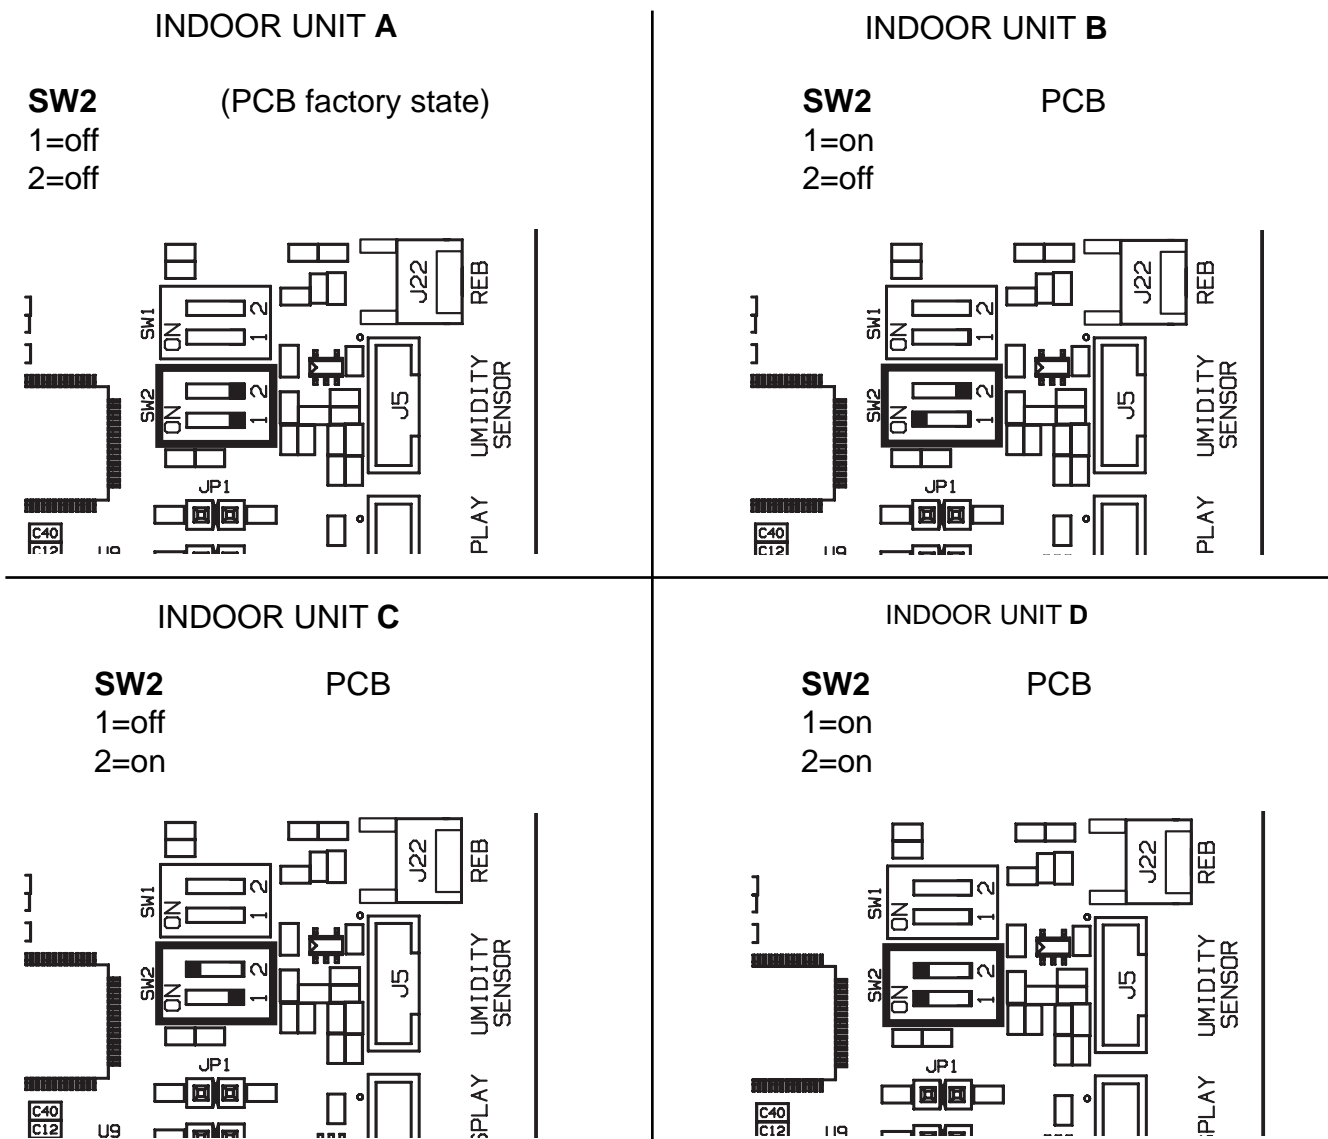 INDOOR UNIT A
SW2 (PCB factory state)
1=off
2=off
J22
REB
SW1
ON
2
1
SW2
ON
2
1
J5
UMIDITY
SENSOR
JP1
PLAY
C40
C12
U9
INDOOR UNIT B
SW2 PCB
1=on
2=off
J22
REB
SW1
ON
2
1
SW2
ON
2
1
J5
UMIDITY
SENSOR
JP1
PLAY
C40
C12
U9
INDOOR UNIT C
SW2 PCB
1=off
2=on
J22
REB
SW1
ON
2
1
SW2
ON
2
1
J5
UMIDITY
SENSOR
JP1
SPLAY
C40
C12
U9
INDOOR UNIT D
SW2 PCB
1=on
2=on
J22
REB
SW1
ON
2
1
SW2
ON
2
1
J5
UMIDITY
SENSOR
JP1
SPLAY
C40
C12
U9